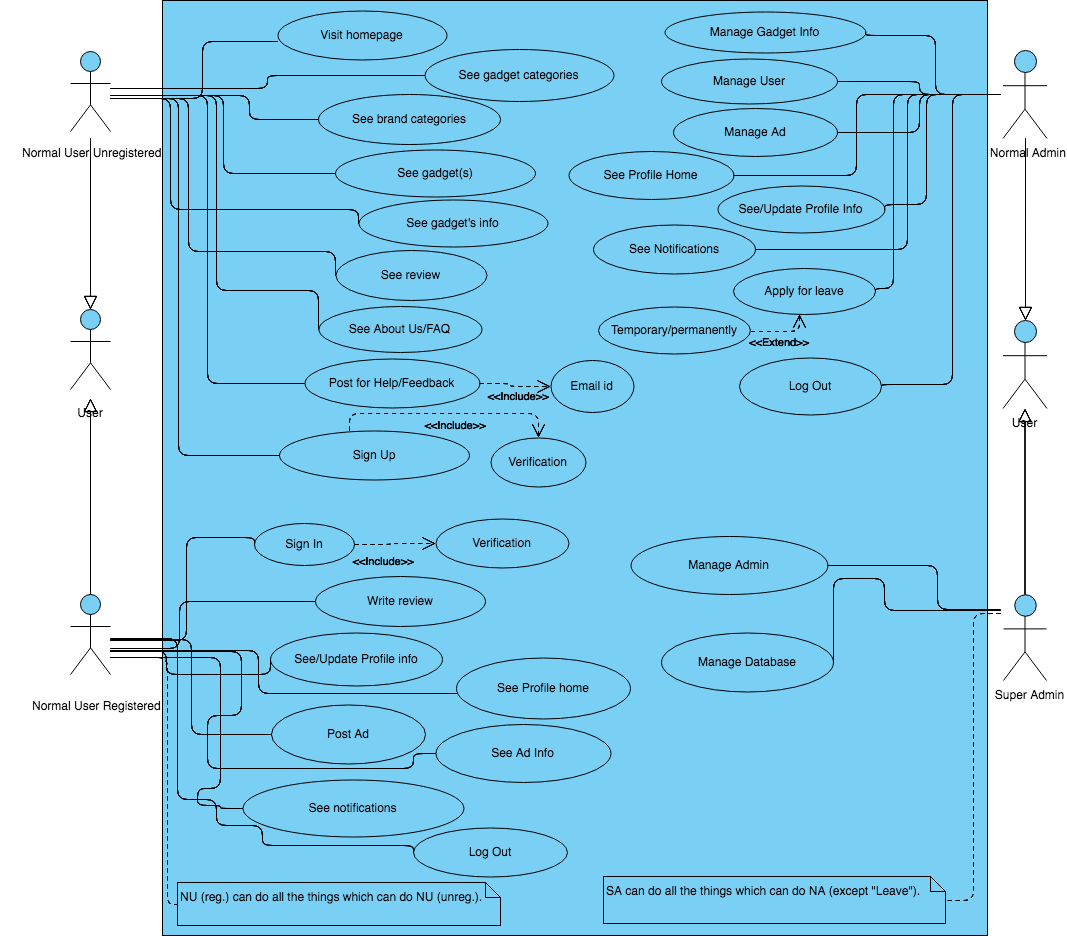 Visit homepage
See gadget categories
See brand categories
See gadget(s)
See gadget's info
See review
See About Us/FAQ
Post for Help/Feedback
<<Include>>
Email id
Sign Up
<<Include>>
Verification
Normal User Unregistered
User
Manage Gadget Info
Manage User
Manage Ad
See Profile Home
See/Update Profile Info
See Notifications
Apply for leave
Temporary/permanently
<<Extend>>
Log Out
Normal Admin
User
Sign In
<<Include>>
Verification
Write review
See/Update Profile info
See Profile home
Post Ad
See Ad Info
See notifications
Log Out
Normal User Registered
Manage Admin
Manage Database
Super Admin
NU (reg.) can do all the things which can do NU (unreg.).
SA can do all the things which can do NA (except "Leave").